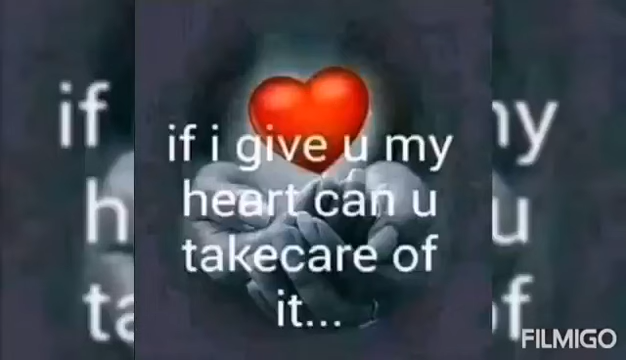 if i give u my
heart can u
takecare of
it...
FILMIGO